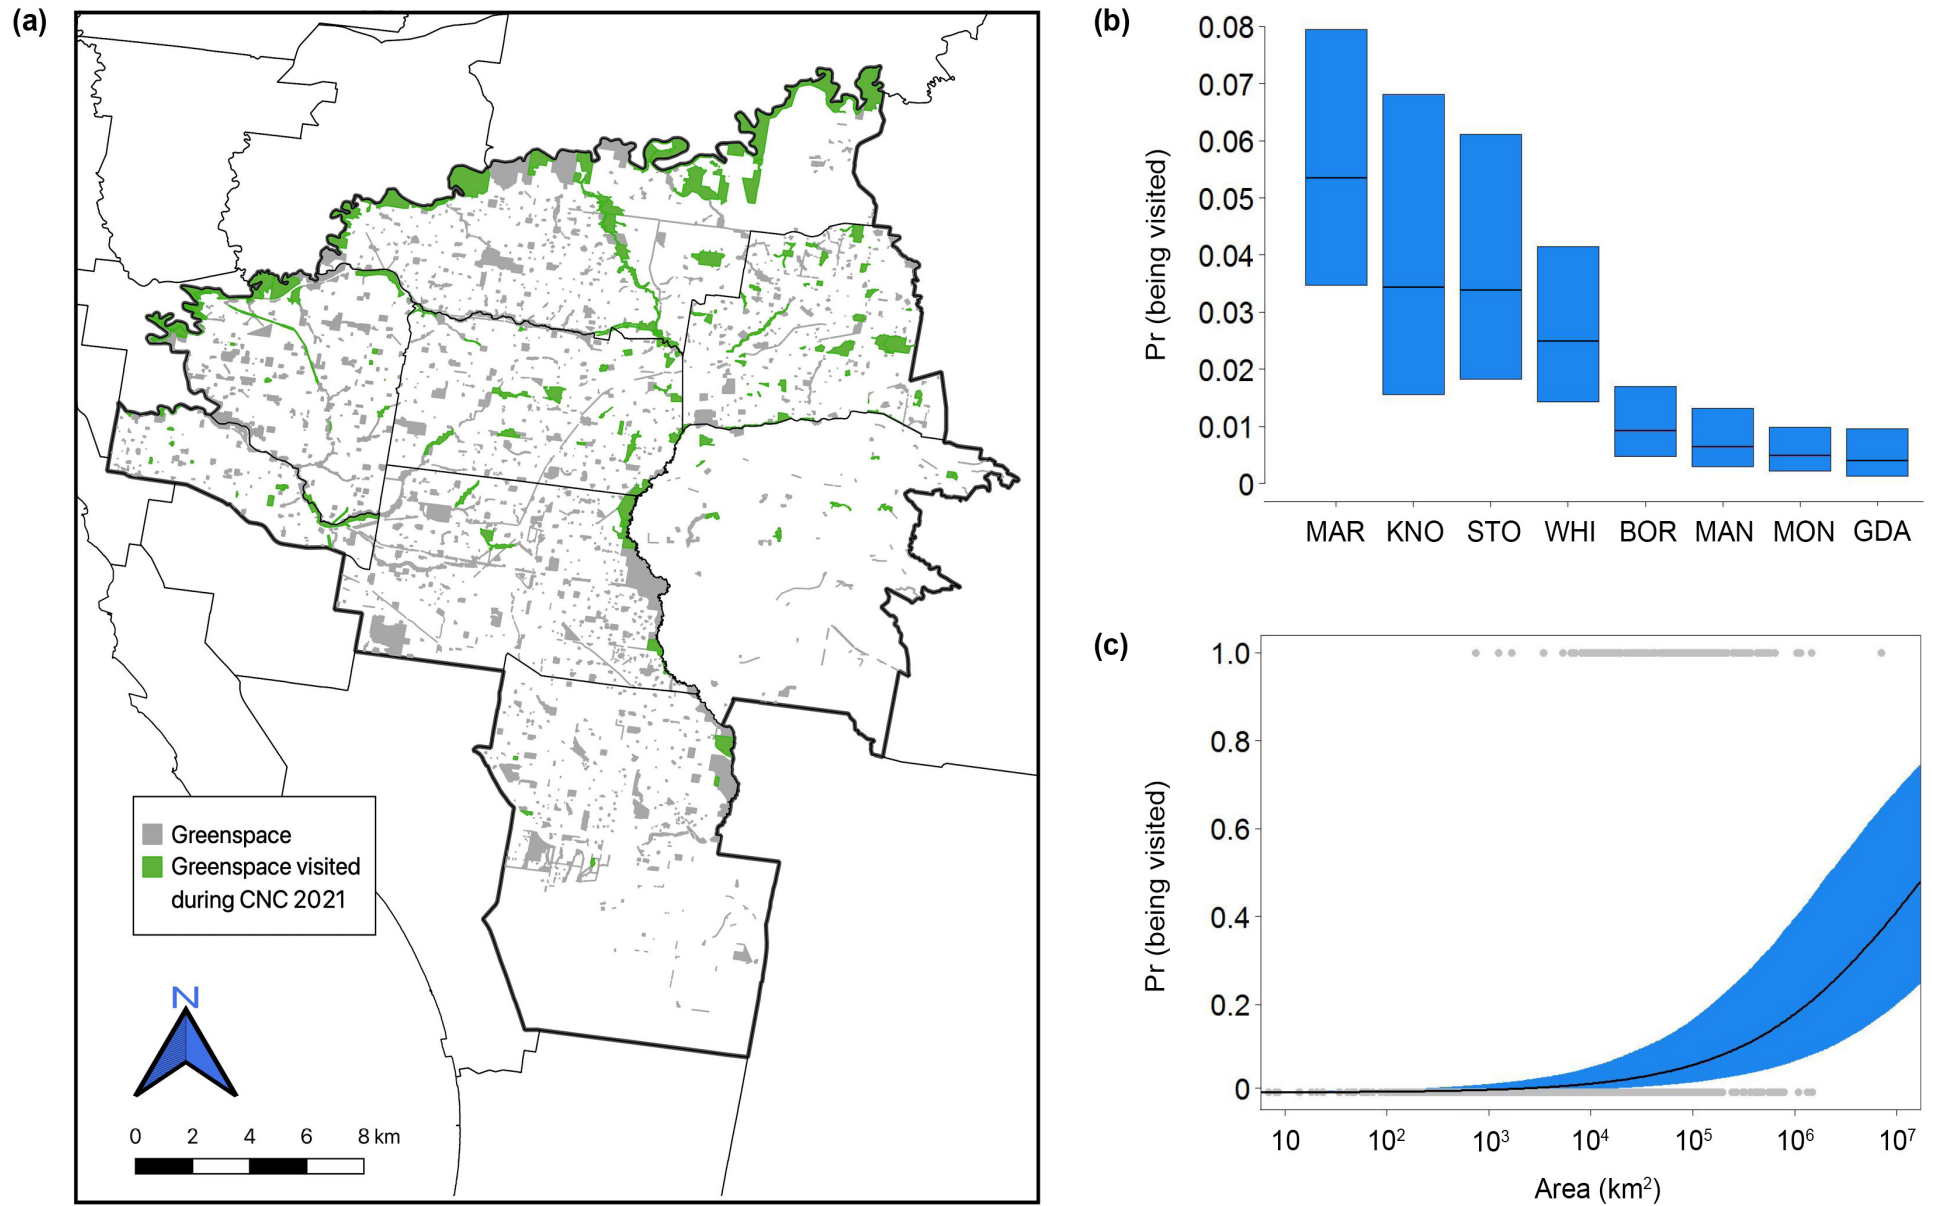 (a)
Greenspace
Greenspace visited
during CNC 2021
N
0 2 4 6 8 km
(b)
Pr (being visited)
0.08
0.07
0.06
0.05
0.04
0.03
0.02
0.01
0
MAR KNO STO WHI BOR MAN MON GDA
(c)
Pr (being visited)
1.0
0.8
0.6
0.4
0.2
0
10 10² 10³ 10⁴ 10⁵ 10⁶ 10⁷
Area (km²)